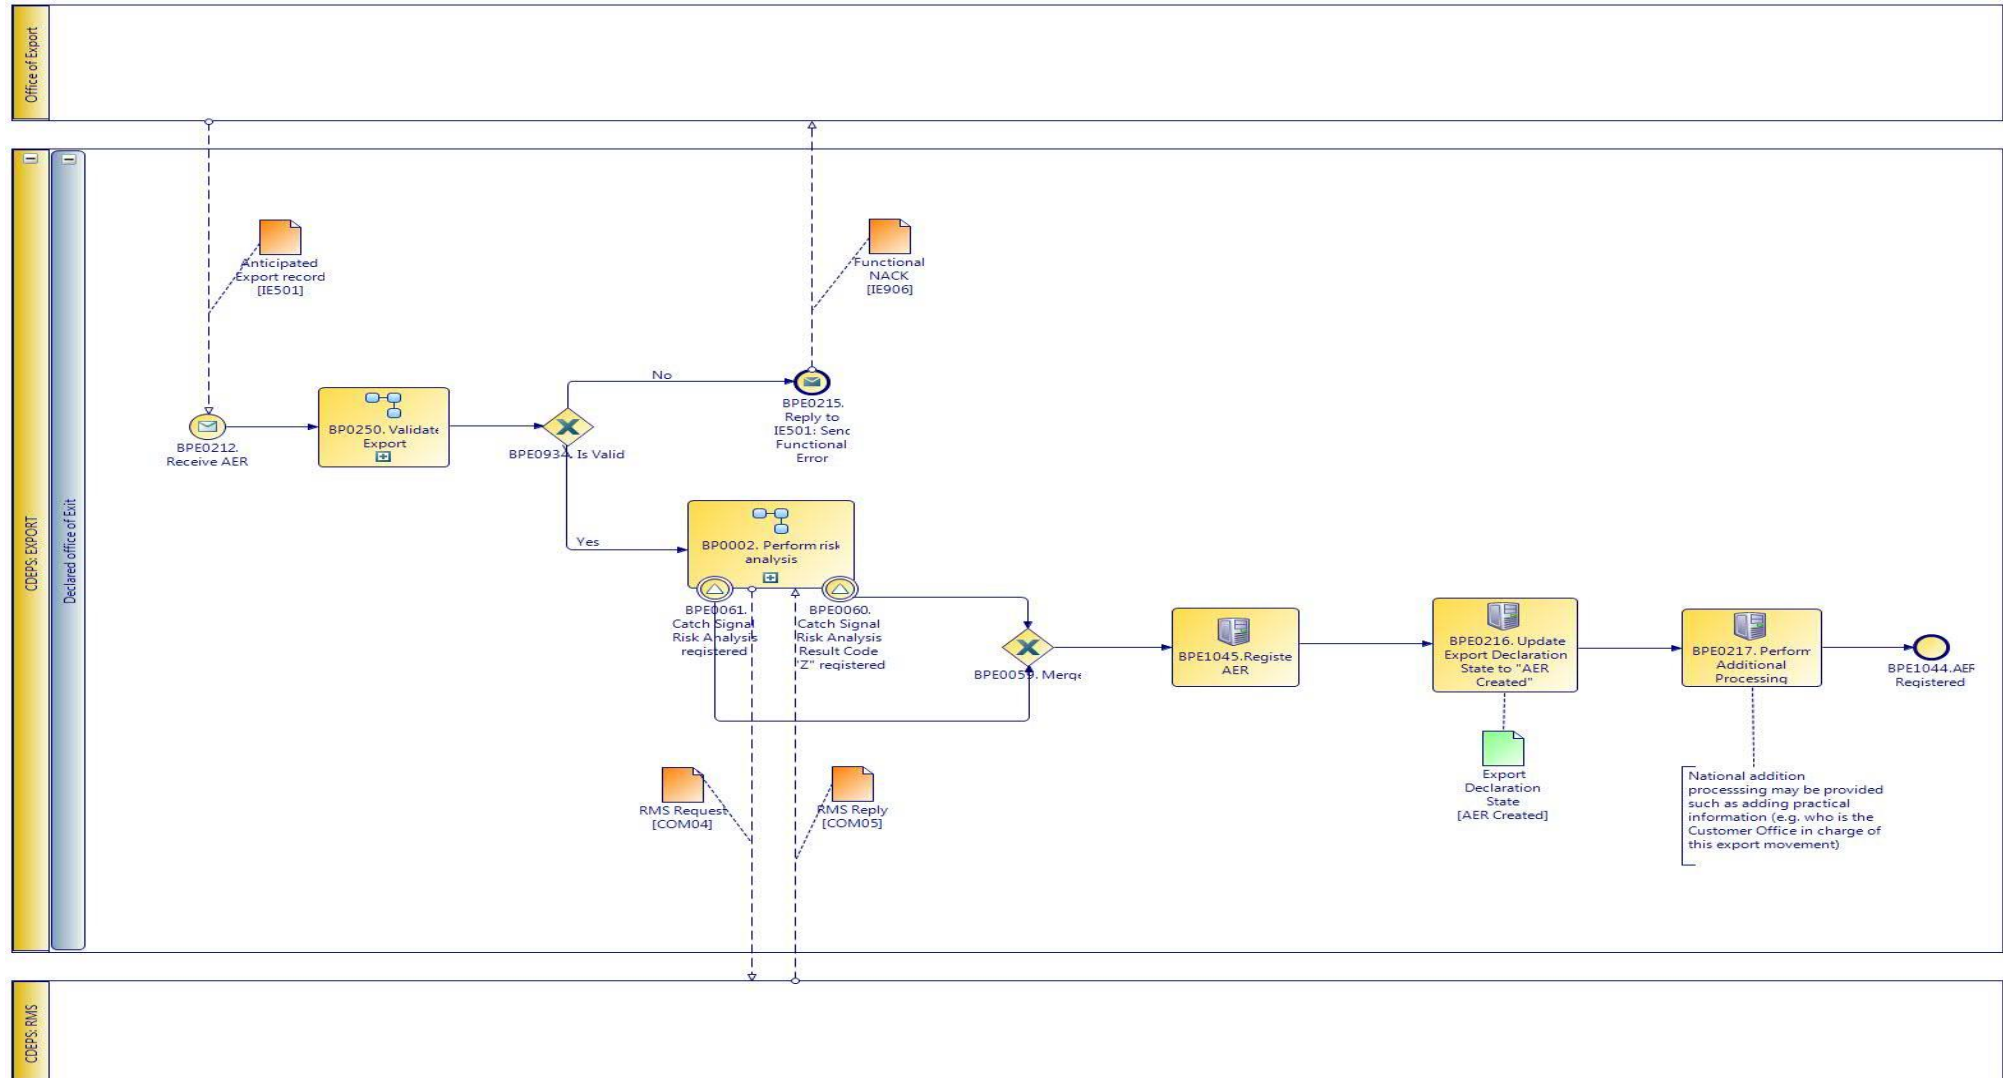 Office of Export
CDEPS: EXPORT
Declared office of Exit
Anticipated
Export record
[IE501]
Functional
NACK
[IE906]
No
BPE0212.
Receive AER
BP0250. Validate
Export
BPE0934. Is Valid
BPE0215.
Reply to
IE501: Send
Functional
Error
Yes
BP0002. Perform risk
analysis
BPE0061.
Catch Signal
Risk Analysis
registered
BPE0060.
Catch Signal
Risk Analysis
Result Code
"Z" registered
BPE0059. Merge
BPE1045.Registe
AER
BPE0216. Update
Export Declaration
State to "AER
Created"
BPE0217. Perform
Additional
Processing
BPE1044.AER
Registered
RMS Request
[COM04]
RMS Reply
[COM05]
Export
Declaration
State
[AER Created]
National addition
processsing may be provided
such as adding practical
information (e.g. who is the
Customer Office in charge of
this export movement)
CDEPS: RMS